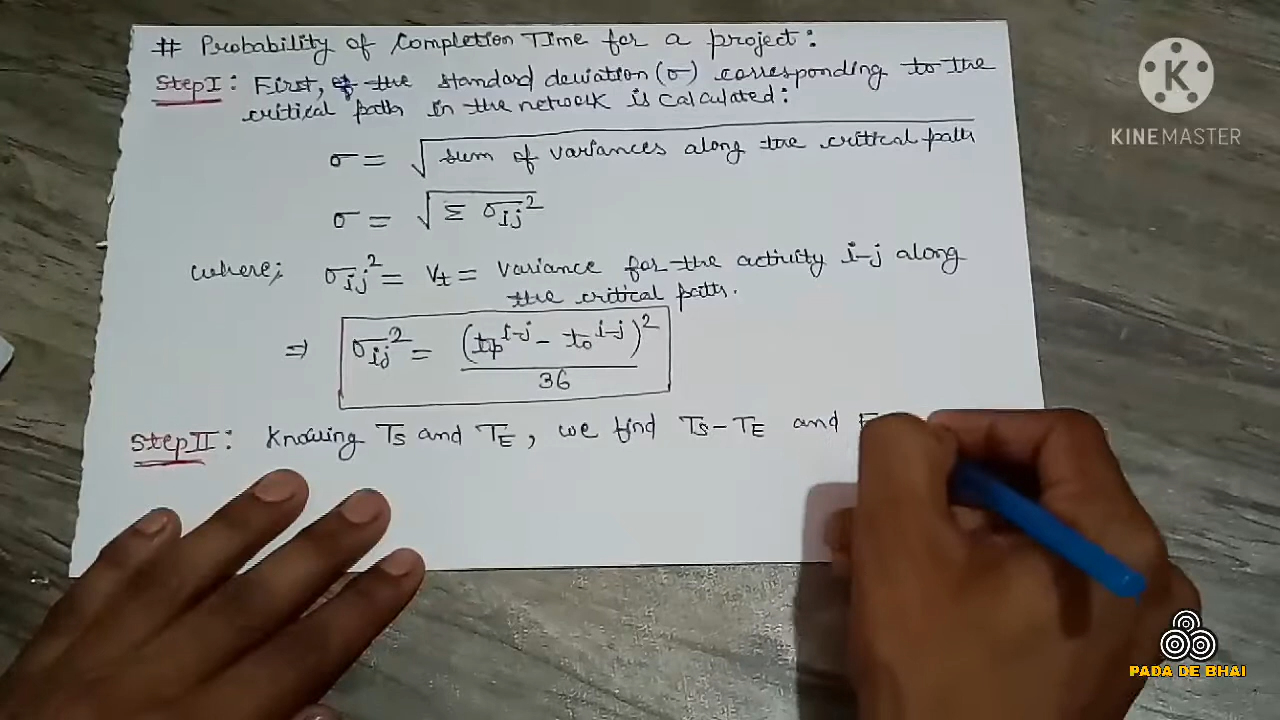 # Probability of Completion Time for a project:
Step I: First, the standard deviation (σ) corresponding to the
critical path in the network is calculated:
σ = √sum of variances along the critical path
σ = √Σ σij²
where; σij² = Vt = variance for the activity i-j along
the critical path.
⇒ σij² = (tp^i-j - to^i-j)²
36
Step II: Knowing Ts and TE, we find Ts-TE and
K
KINEMASTER
PADA DE BHAI